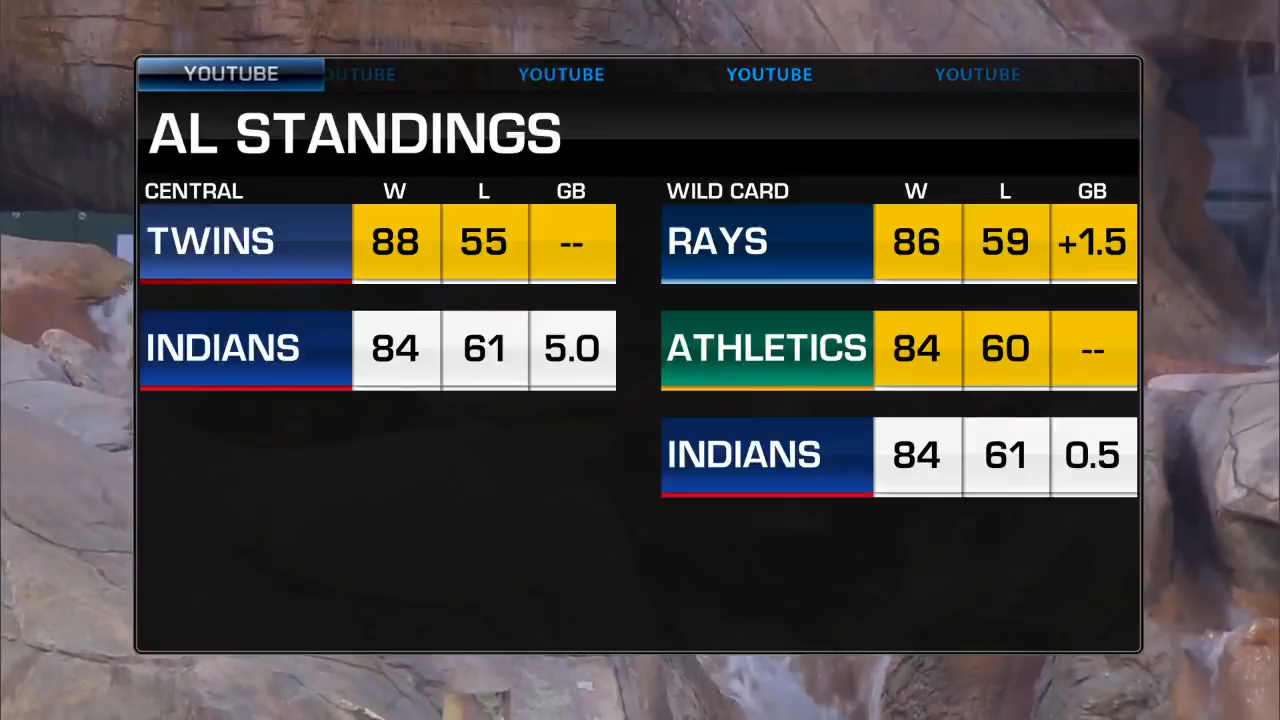 YOUTUBE OUTUBE YOUTUBE YOUTUBE YOUTUBE
AL STANDINGS
CENTRAL W L GB
TWINS 88 55 --
INDIANS 84 61 5.0
WILD CARD W L GB
RAYS 86 59 +1.5
ATHLETICS 84 60 --
INDIANS 84 61 0.5